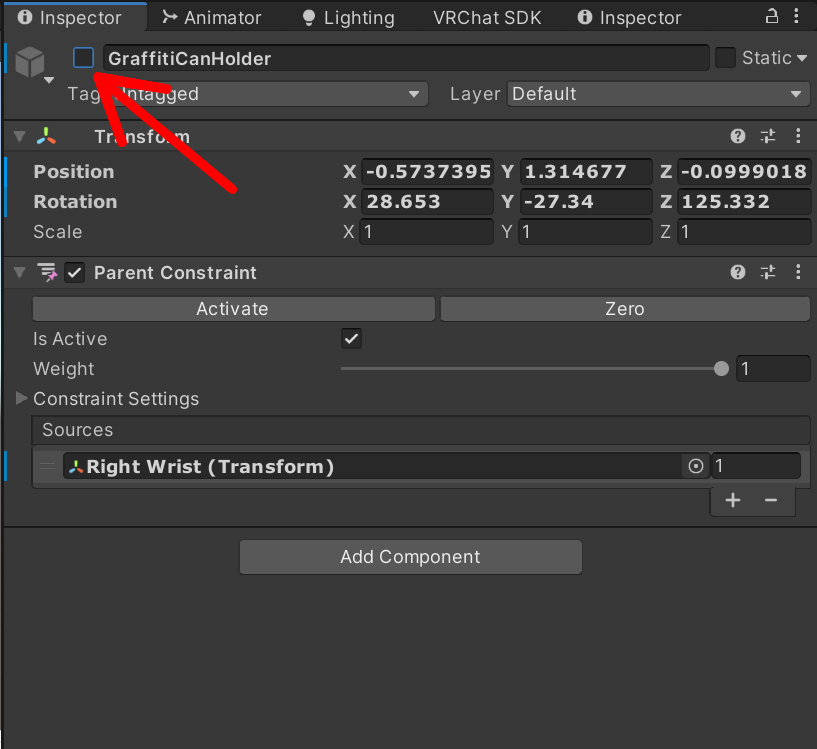 Inspector Animator Lighting VRChat SDK Inspector
GraffitiCanHolder Static
Tag Untagged Layer Default
Transform
Position X -0.5737395 Y 1.314677 Z -0.0999018
Rotation X 28.653 Y -27.34 Z 125.332
Scale X 1 Y 1 Z 1
Parent Constraint
Activate Zero
Is Active
Weight 1
Constraint Settings
Sources
Right Wrist (Transform) 1
Add Component